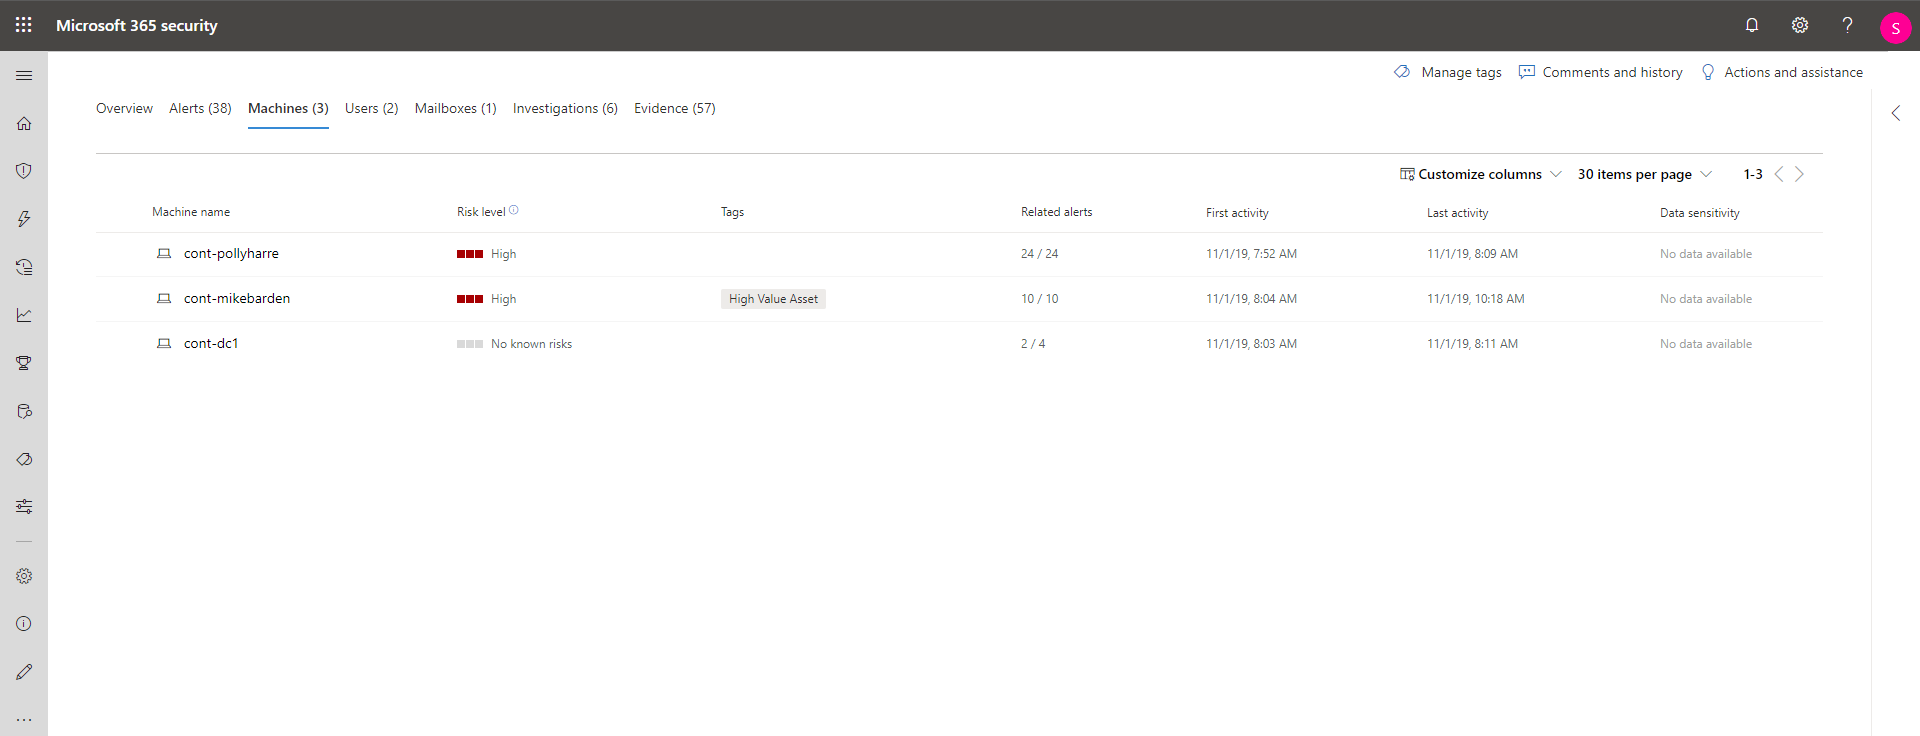 Microsoft 365 security
S
Manage tags Comments and history Actions and assistance
Overview Alerts (38) Machines (3) Users (2) Mailboxes (1) Investigations (6) Evidence (57)
Customize columns 30 items per page 1-3
Machine name Risk level Tags Related alerts First activity Last activity Data sensitivity
cont-pollyharre High 24 / 24 11/1/19, 7:52 AM 11/1/19, 8:09 AM No data available
cont-mikebarden High High Value Asset 10 / 10 11/1/19, 8:04 AM 11/1/19, 10:18 AM No data available
cont-dc1 No known risks 2 / 4 11/1/19, 8:03 AM 11/1/19, 8:11 AM No data available